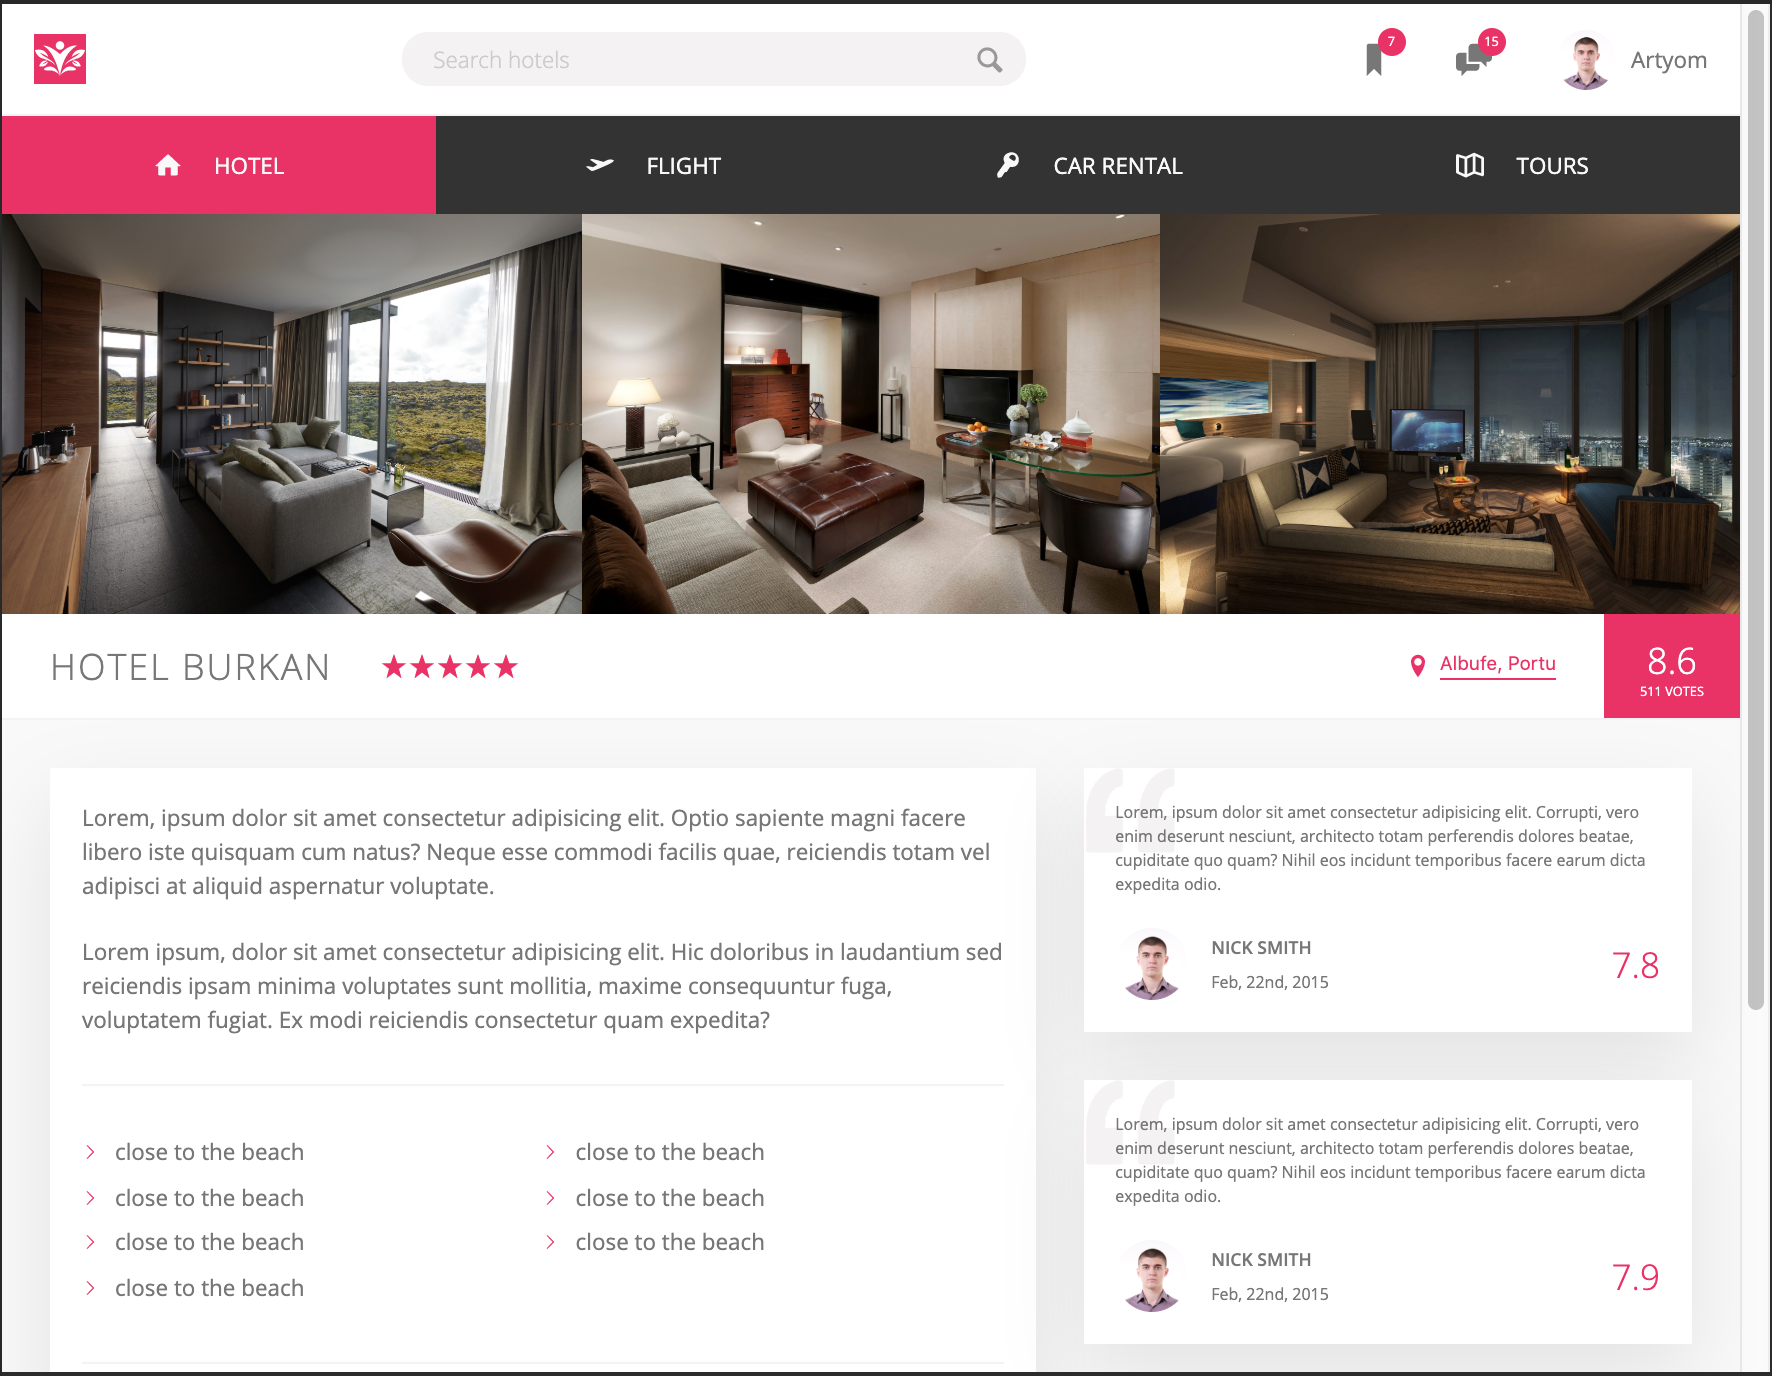 Search hotels
7
15
Artyom
HOTEL
FLIGHT
CAR RENTAL
TOURS
HOTEL BURKAN
Albufe, Portu
8.6
511 VOTES
Lorem, ipsum dolor sit amet consectetur adipisicing elit. Optio sapiente magni facere
libero iste quisquam cum natus? Neque esse commodi facilis quae, reiciendis totam vel
adipisci at aliquid aspernatur voluptate.
Lorem ipsum, dolor sit amet consectetur adipisicing elit. Hic doloribus in laudantium sed
reiciendis ipsam minima voluptates sunt mollitia, maxime consequuntur fuga,
voluptatem fugiat. Ex modi reiciendis consectetur quam expedita?
close to the beach
close to the beach
close to the beach
close to the beach
close to the beach
close to the beach
close to the beach
“
Lorem, ipsum dolor sit amet consectetur adipisicing elit. Corrupti, vero
enim deserunt nesciunt, architecto totam perferendis dolores beatae,
cupiditate quo quam? Nihil eos incidunt temporibus facere earum dicta
expedita odio.
NICK SMITH
Feb, 22nd, 2015
7.8
“
Lorem, ipsum dolor sit amet consectetur adipisicing elit. Corrupti, vero
enim deserunt nesciunt, architecto totam perferendis dolores beatae,
cupiditate quo quam? Nihil eos incidunt temporibus facere earum dicta
expedita odio.
NICK SMITH
Feb, 22nd, 2015
7.9